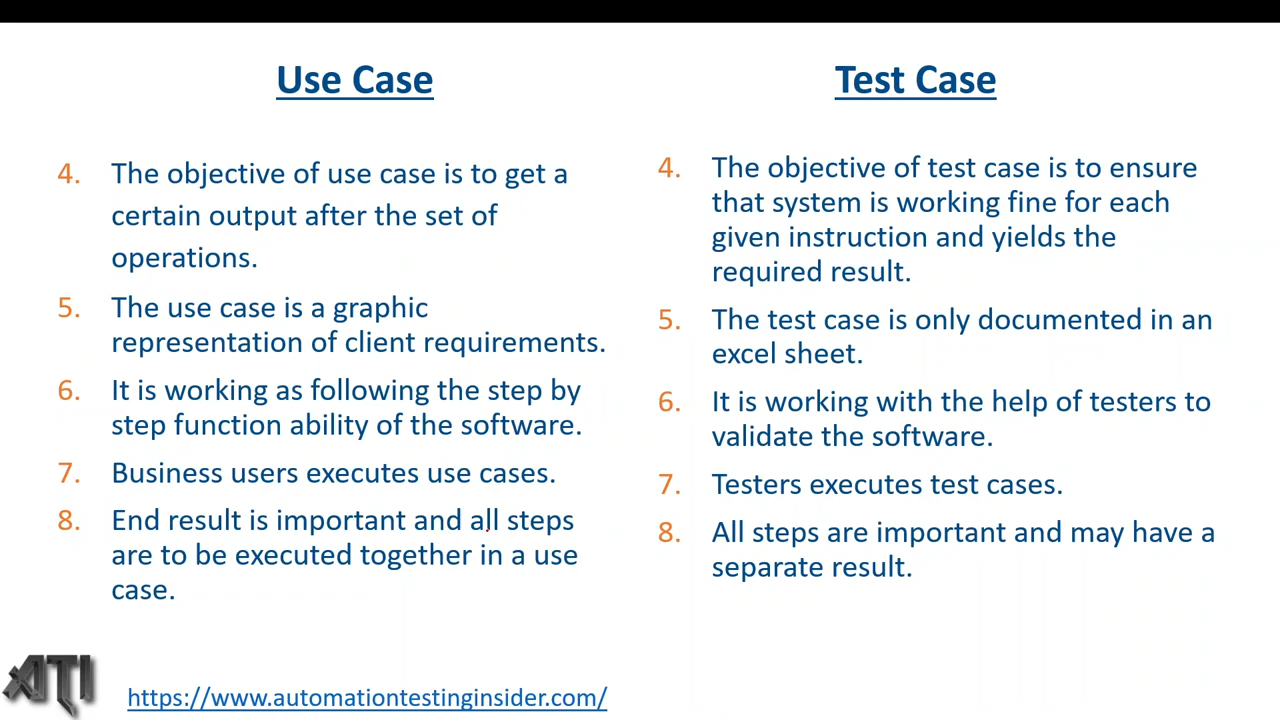 Use Case
4. The objective of use case is to get a
certain output after the set of
operations.
5. The use case is a graphic
representation of client requirements.
6. It is working as following the step by
step function ability of the software.
7. Business users executes use cases.
8. End result is important and all steps
are to be executed together in a use
case.
Test Case
4. The objective of test case is to ensure
that system is working fine for each
given instruction and yields the
required result.
5. The test case is only documented in an
excel sheet.
6. It is working with the help of testers to
validate the software.
7. Testers executes test cases.
8. All steps are important and may have a
separate result.
ATI
https://www.automationtestinginsider.com/